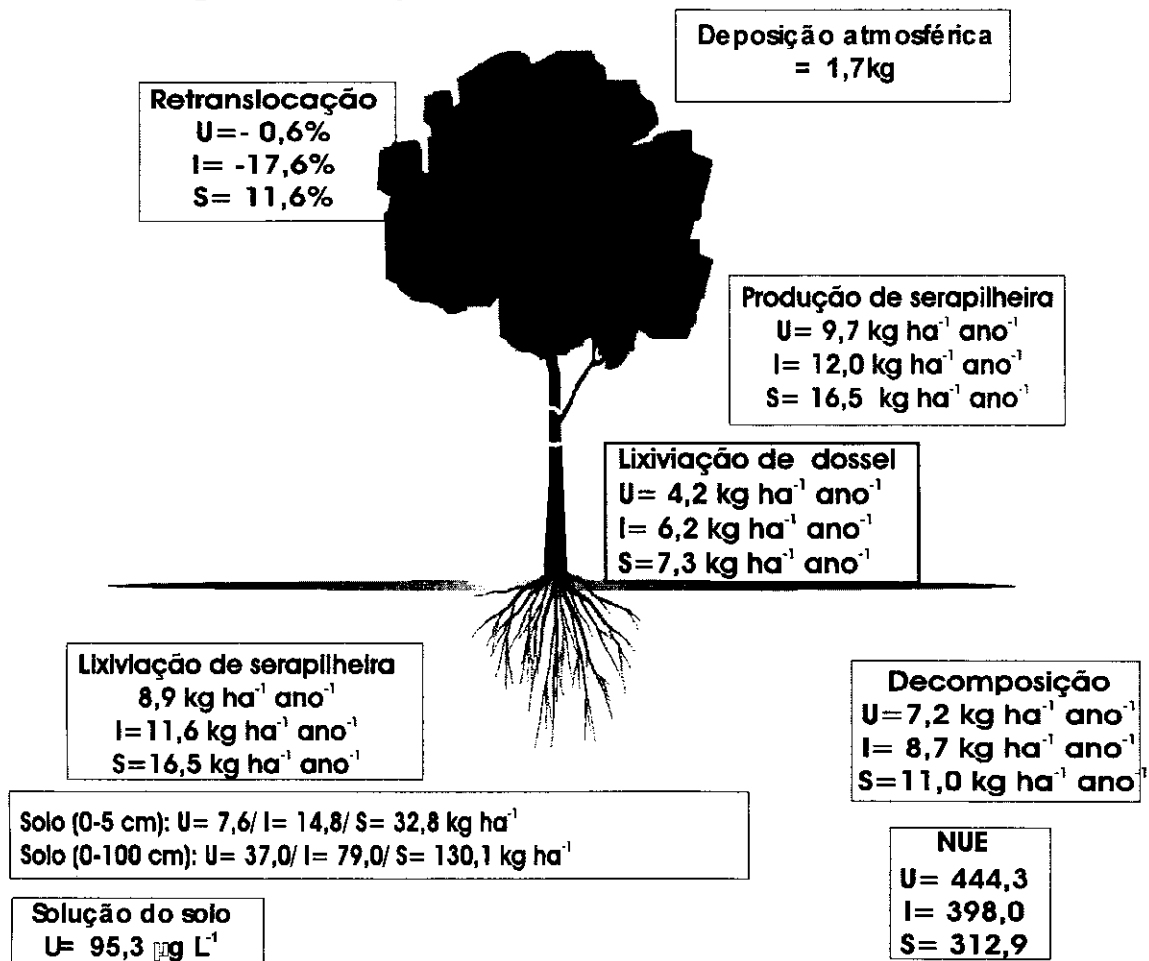 Deposição atmosférica
= 1,7kg
Retranslocação
U=- 0,6%
I= -17,6%
S= 11,6%
Produção de serapilheira
U= 9,7 kg ha⁻¹ ano⁻¹
I= 12,0 kg ha⁻¹ ano⁻¹
S= 16,5 kg ha⁻¹ ano⁻¹
Lixiviação de dossel
U= 4,2 kg ha⁻¹ ano⁻¹
I= 6,2 kg ha⁻¹ ano⁻¹
S=7,3 kg ha⁻¹ ano⁻¹
Lixiviação de serapilheira
8,9 kg ha⁻¹ ano⁻¹
I=11,6 kg ha⁻¹ ano⁻¹
S=16,5 kg ha⁻¹ ano⁻¹
Decomposição
U=7,2 kg ha⁻¹ ano⁻¹
I= 8,7 kg ha⁻¹ ano⁻¹
S=11,0 kg ha⁻¹ ano⁻¹
Solo (0-5 cm): U= 7,6/ I= 14,8/ S= 32,8 kg ha⁻¹
Solo (0-100 cm): U= 37,0/ I= 79,0/ S= 130,1 kg ha⁻¹
NUE
U= 444,3
I= 398,0
S= 312,9
Solução do solo
U= 95,3 µg L⁻¹